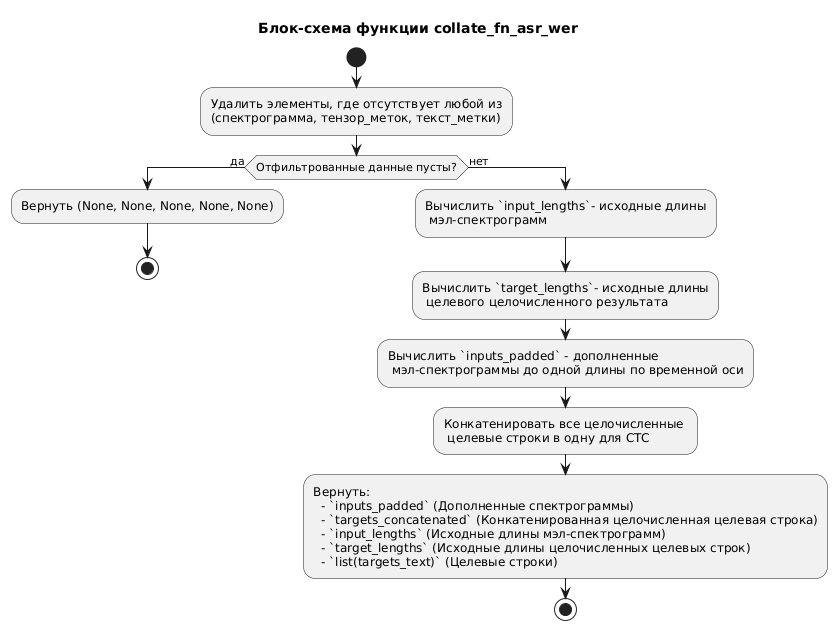 Блок-схема функции collate_fn_asr_wer
Удалить элементы, где отсутствует любой из
(спектрограмма, тензор_меток, текст_метки)
да
Отфильтрованные данные пусты?
нет
Вернуть (None, None, None, None, None)
Вычислить `input_lengths`- исходные длины
мэл-спектрограмм
Вычислить `target_lengths`- исходные длины
целевого целочисленного результата
Вычислить `inputs_padded` - дополненные
мэл-спектрограммы до одной длины по временной оси
Конкатенировать все целочисленные
целевые строки в одну для CTC
Вернуть:
- `inputs_padded` (Дополненные спектрограммы)
- `targets_concatenated` (Конкатенированная целочисленная целевая строка)
- `input_lengths` (Исходные длины мэл-спектрограмм)
- `target_lengths` (Исходные длины целочисленных целевых строк)
- `list(targets_text)` (Целевые строки)